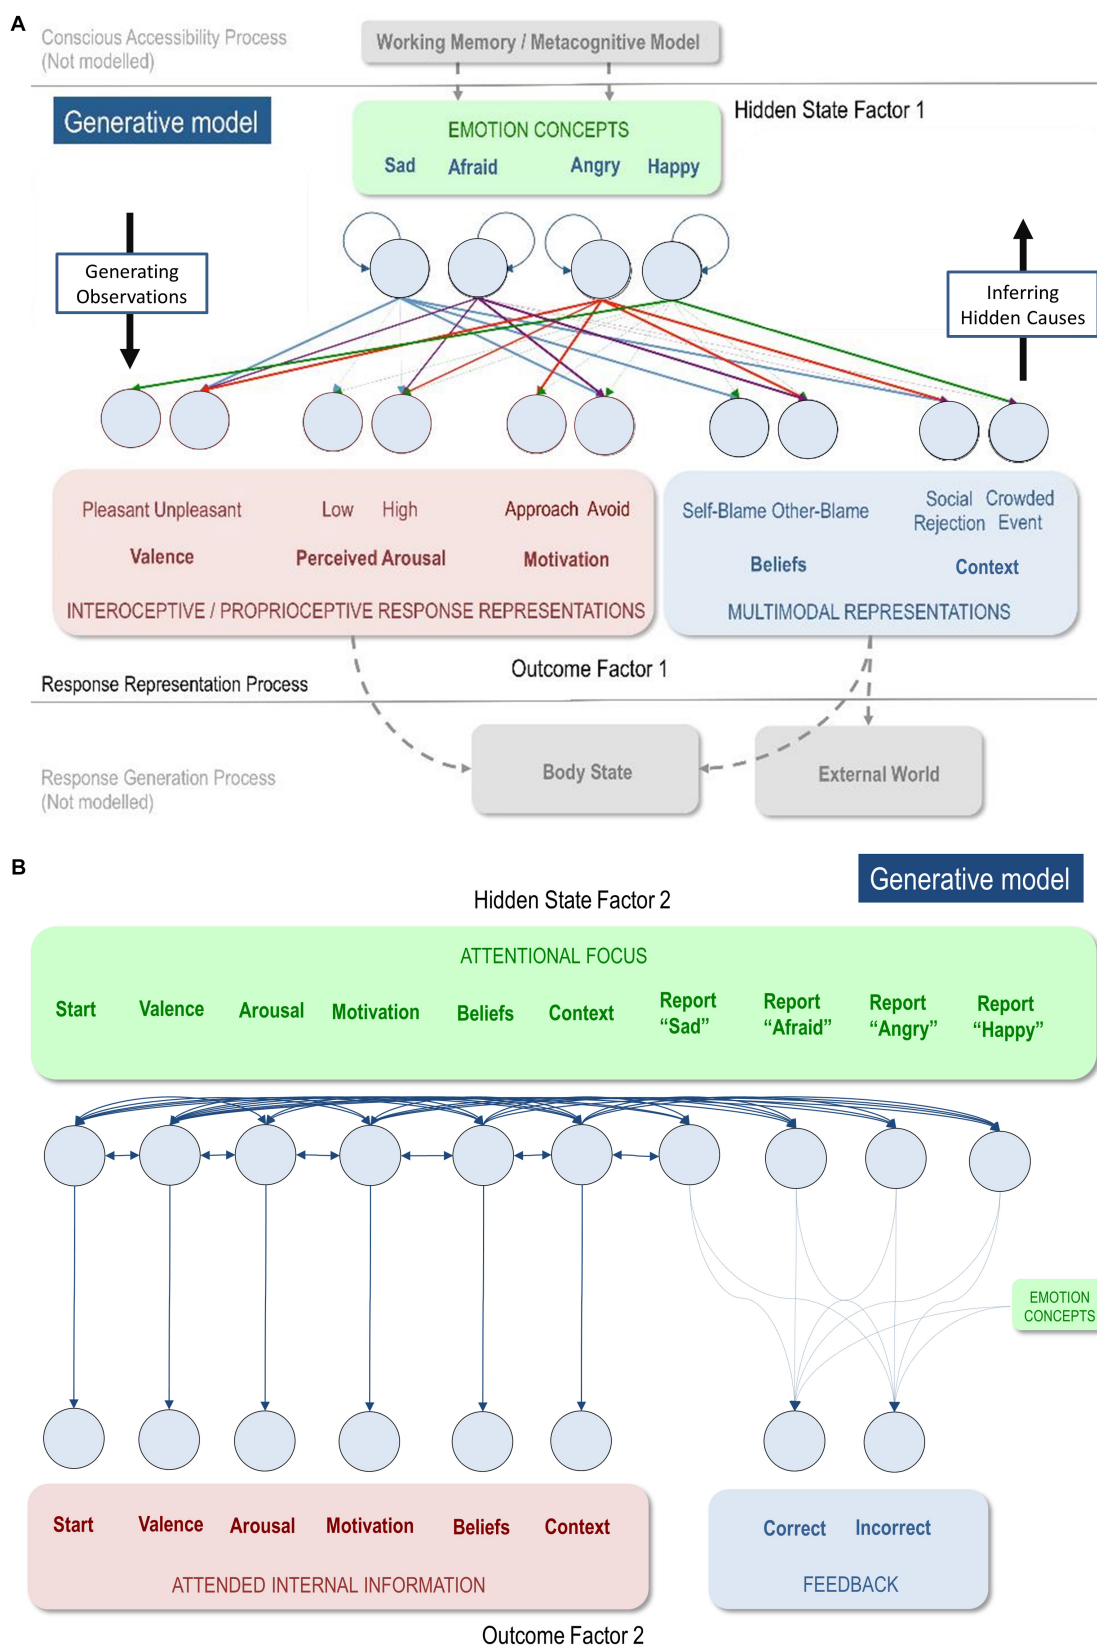 A
Conscious Accessibility Process
(Not modelled)
Working Memory / Metacognitive Model
Generative model
Hidden State Factor 1
EMOTION CONCEPTS
Sad Afraid Angry Happy
Generating
Observations
Inferring
Hidden Causes
Pleasant Unpleasant
Low High
Approach Avoid
Self-Blame Other-Blame
Social
Rejection
Crowded
Event
Valence
Perceived Arousal
Motivation
Beliefs
Context
INTEROCEPTIVE / PROPRIOCEPTIVE RESPONSE REPRESENTATIONS
MULTIMODAL REPRESENTATIONS
Outcome Factor 1
Response Representation Process
Response Generation Process
(Not modelled)
Body State
External World
B
Generative model
Hidden State Factor 2
ATTENTIONAL FOCUS
Start Valence Arousal Motivation Beliefs Context
Report
“Sad”
Report
“Afraid”
Report
“Angry”
Report
“Happy”
EMOTION
CONCEPTS
Start Valence Arousal Motivation Beliefs Context
ATTENDED INTERNAL INFORMATION
Correct Incorrect
FEEDBACK
Outcome Factor 2